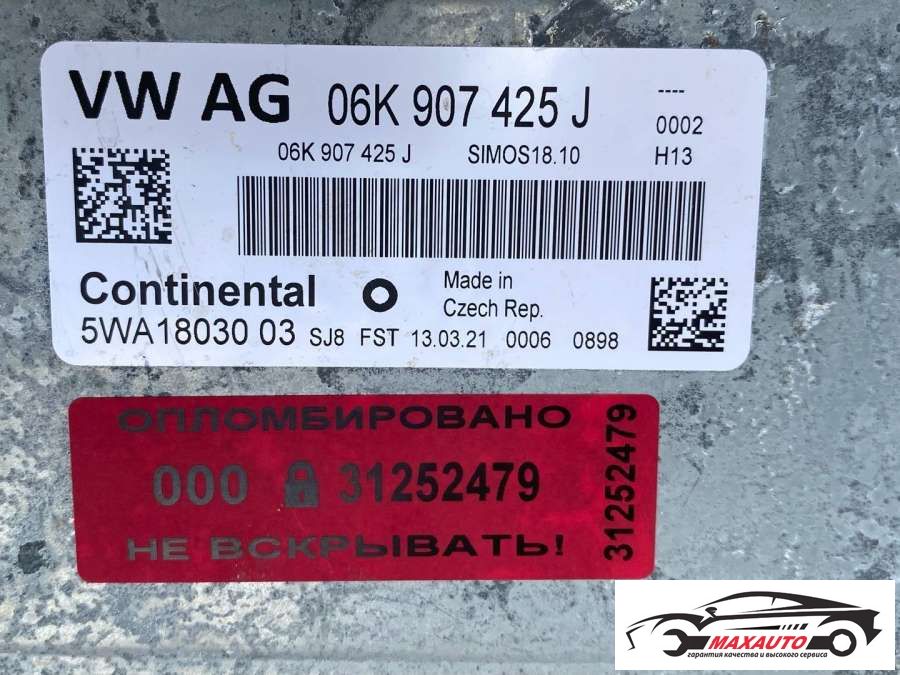 VW AG 06K 907 425 J ----
0002
06K 907 425 J SIMOS18.10 H13
Continental Made in
Czech Rep.
5WA18030 03 SJ8 FST 13.03.21 0006 0898
ОПЛОМБИРОВАНО
000 31252479
НЕ ВСКРЫВАТЬ!
31252479
MAXAUTO
гарантия качества и высокого сервиса